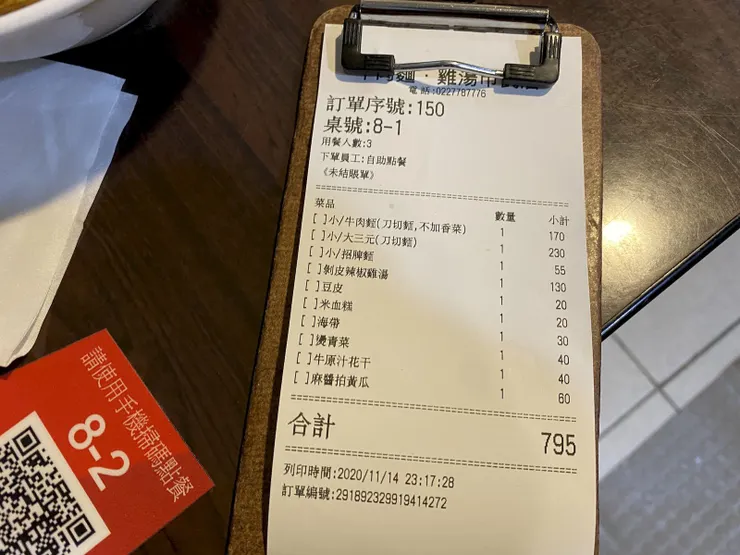 雞湯
電話:0227787776
訂單序號:150
桌號:8-1
用餐人數:3
下單員工:自助點餐
《未結賬單》
菜品 數量 小計
[ ]小/牛肉麵(刀切麵,不加香菜) 1 170
[ ]小/大三元(刀切麵) 1 230
[ ]小/招牌麵 1 55
[ ]剝皮辣椒雞湯 1 130
[ ]豆皮 1 20
[ ]米血糕 1 20
[ ]海帶 1 30
[ ]燙青菜 1 40
[ ]牛原汁花干 1 40
[ ]麻醬拍黃瓜 1 60
合計 795
列印時間:2020/11/14 23:17:28
訂單編號:291892329919414272
請使用手機掃碼點餐
8-2